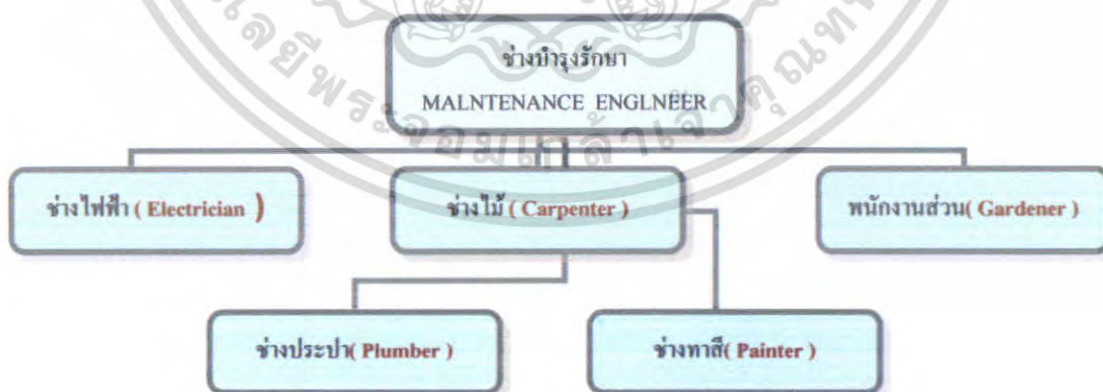 ช่างบำรุงรักษา
MALNTENANCE ENGLNEER
ช่างไฟฟ้า ( Electrician )
ช่างไม้ ( Carpenter )
พนักงานส่วน( Gardener )
ช่างประปา( Plumber )
ช่างทาสี( Painter )